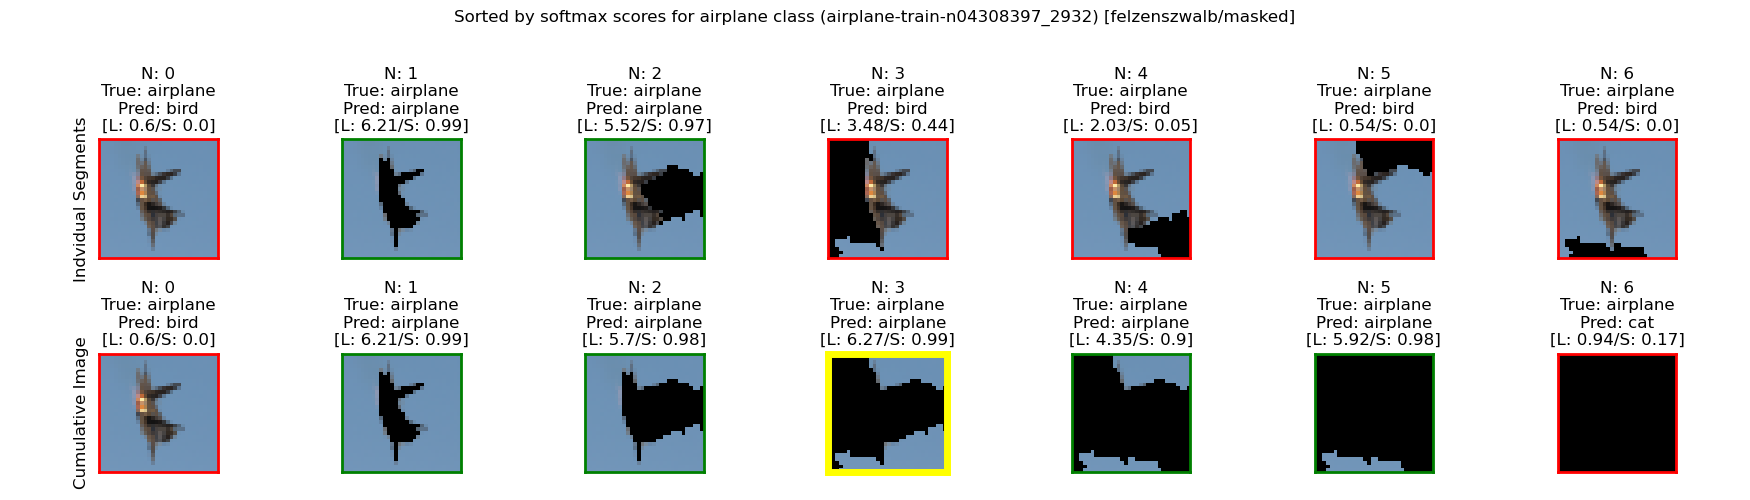 Sorted by softmax scores for airplane class (airplane-train-n04308397_2932) [felzenszwalb/masked]
Indvidual Segments
N: 0
True: airplane
Pred: bird
[L: 0.6/S: 0.0]
N: 1
True: airplane
Pred: airplane
[L: 6.21/S: 0.99]
N: 2
True: airplane
Pred: airplane
[L: 5.52/S: 0.97]
N: 3
True: airplane
Pred: bird
[L: 3.48/S: 0.44]
N: 4
True: airplane
Pred: bird
[L: 2.03/S: 0.05]
N: 5
True: airplane
Pred: bird
[L: 0.54/S: 0.0]
N: 6
True: airplane
Pred: bird
[L: 0.54/S: 0.0]
Cumulative Image
N: 0
True: airplane
Pred: bird
[L: 0.6/S: 0.0]
N: 1
True: airplane
Pred: airplane
[L: 6.21/S: 0.99]
N: 2
True: airplane
Pred: airplane
[L: 5.7/S: 0.98]
N: 3
True: airplane
Pred: airplane
[L: 6.27/S: 0.99]
N: 4
True: airplane
Pred: airplane
[L: 4.35/S: 0.9]
N: 5
True: airplane
Pred: airplane
[L: 5.92/S: 0.98]
N: 6
True: airplane
Pred: cat
[L: 0.94/S: 0.17]